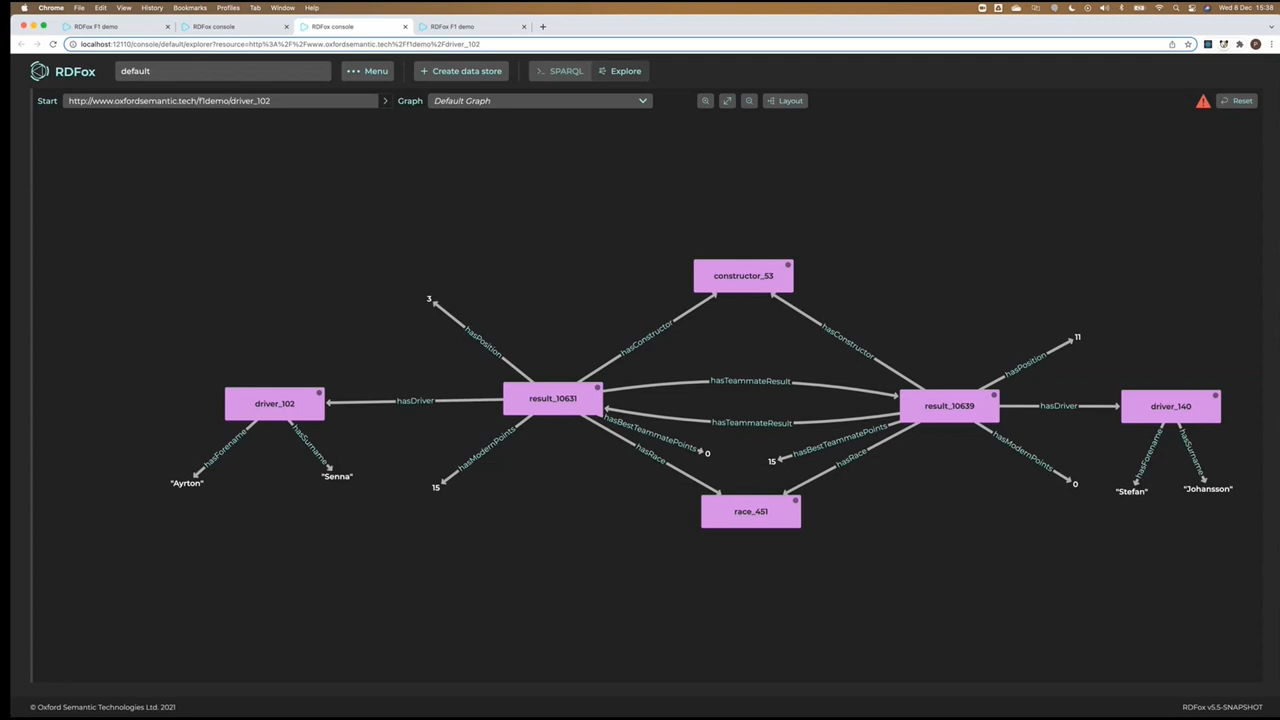 Chrome File Edit View History Bookmarks Profiles Tab Window Help Wed 8 Dec 15:38
RDFox F1 demo RDFox console RDFox console RDFox F1 demo
localhost:12110/console/default/explorer?resource=http%3A%2F%2Fwww.oxfordsemantic.tech%2Ff1demo%2Fdriver_102
RDFox default Menu Create data store SPARQL Explore
Start http://www.oxfordsemantic.tech/f1demo/driver_102 Graph Default Graph Layout Reset
constructor_53
3
hasPosition hasConstructor hasConstructor hasPosition 11
hasTeammateResult
driver_102 hasDriver result_10631 result_10639 hasDriver driver_140
hasTeammateResult
hasForename hasSurname hasModernPoints hasBestTeammatePoints 0 hasRace hasBestTeammatePoints 15 hasRace hasModernPoints hasForename hasSurname
"Ayrton" "Senna" 15 0 "Stefan" "Johansson"
race_451
© Oxford Semantic Technologies Ltd. 2021 RDFox v5.5-SNAPSHOT